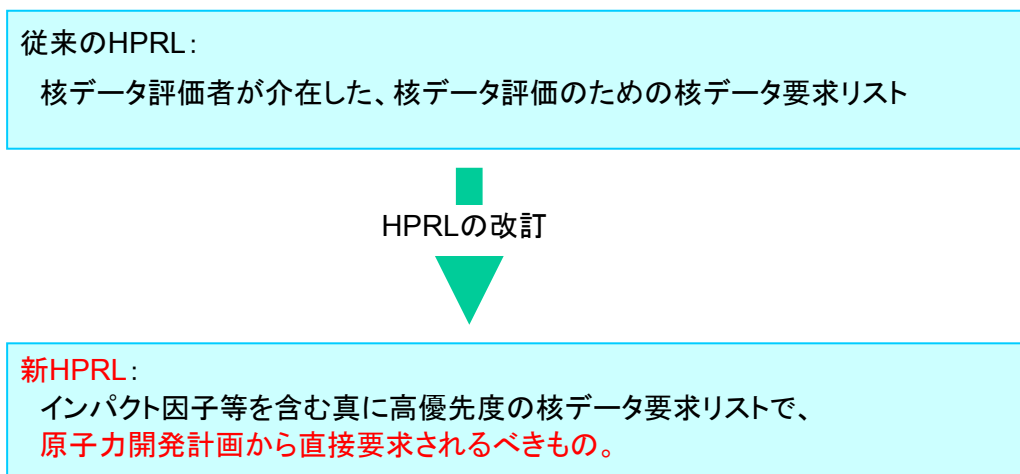 従来のHPRL：
核データ評価者が介在した、核データ評価のための核データ要求リスト
HPRLの改訂
新HPRL：
インパクト因子等を含む真に高優先度の核データ要求リストで、
原子力開発計画から直接要求されるべきもの。